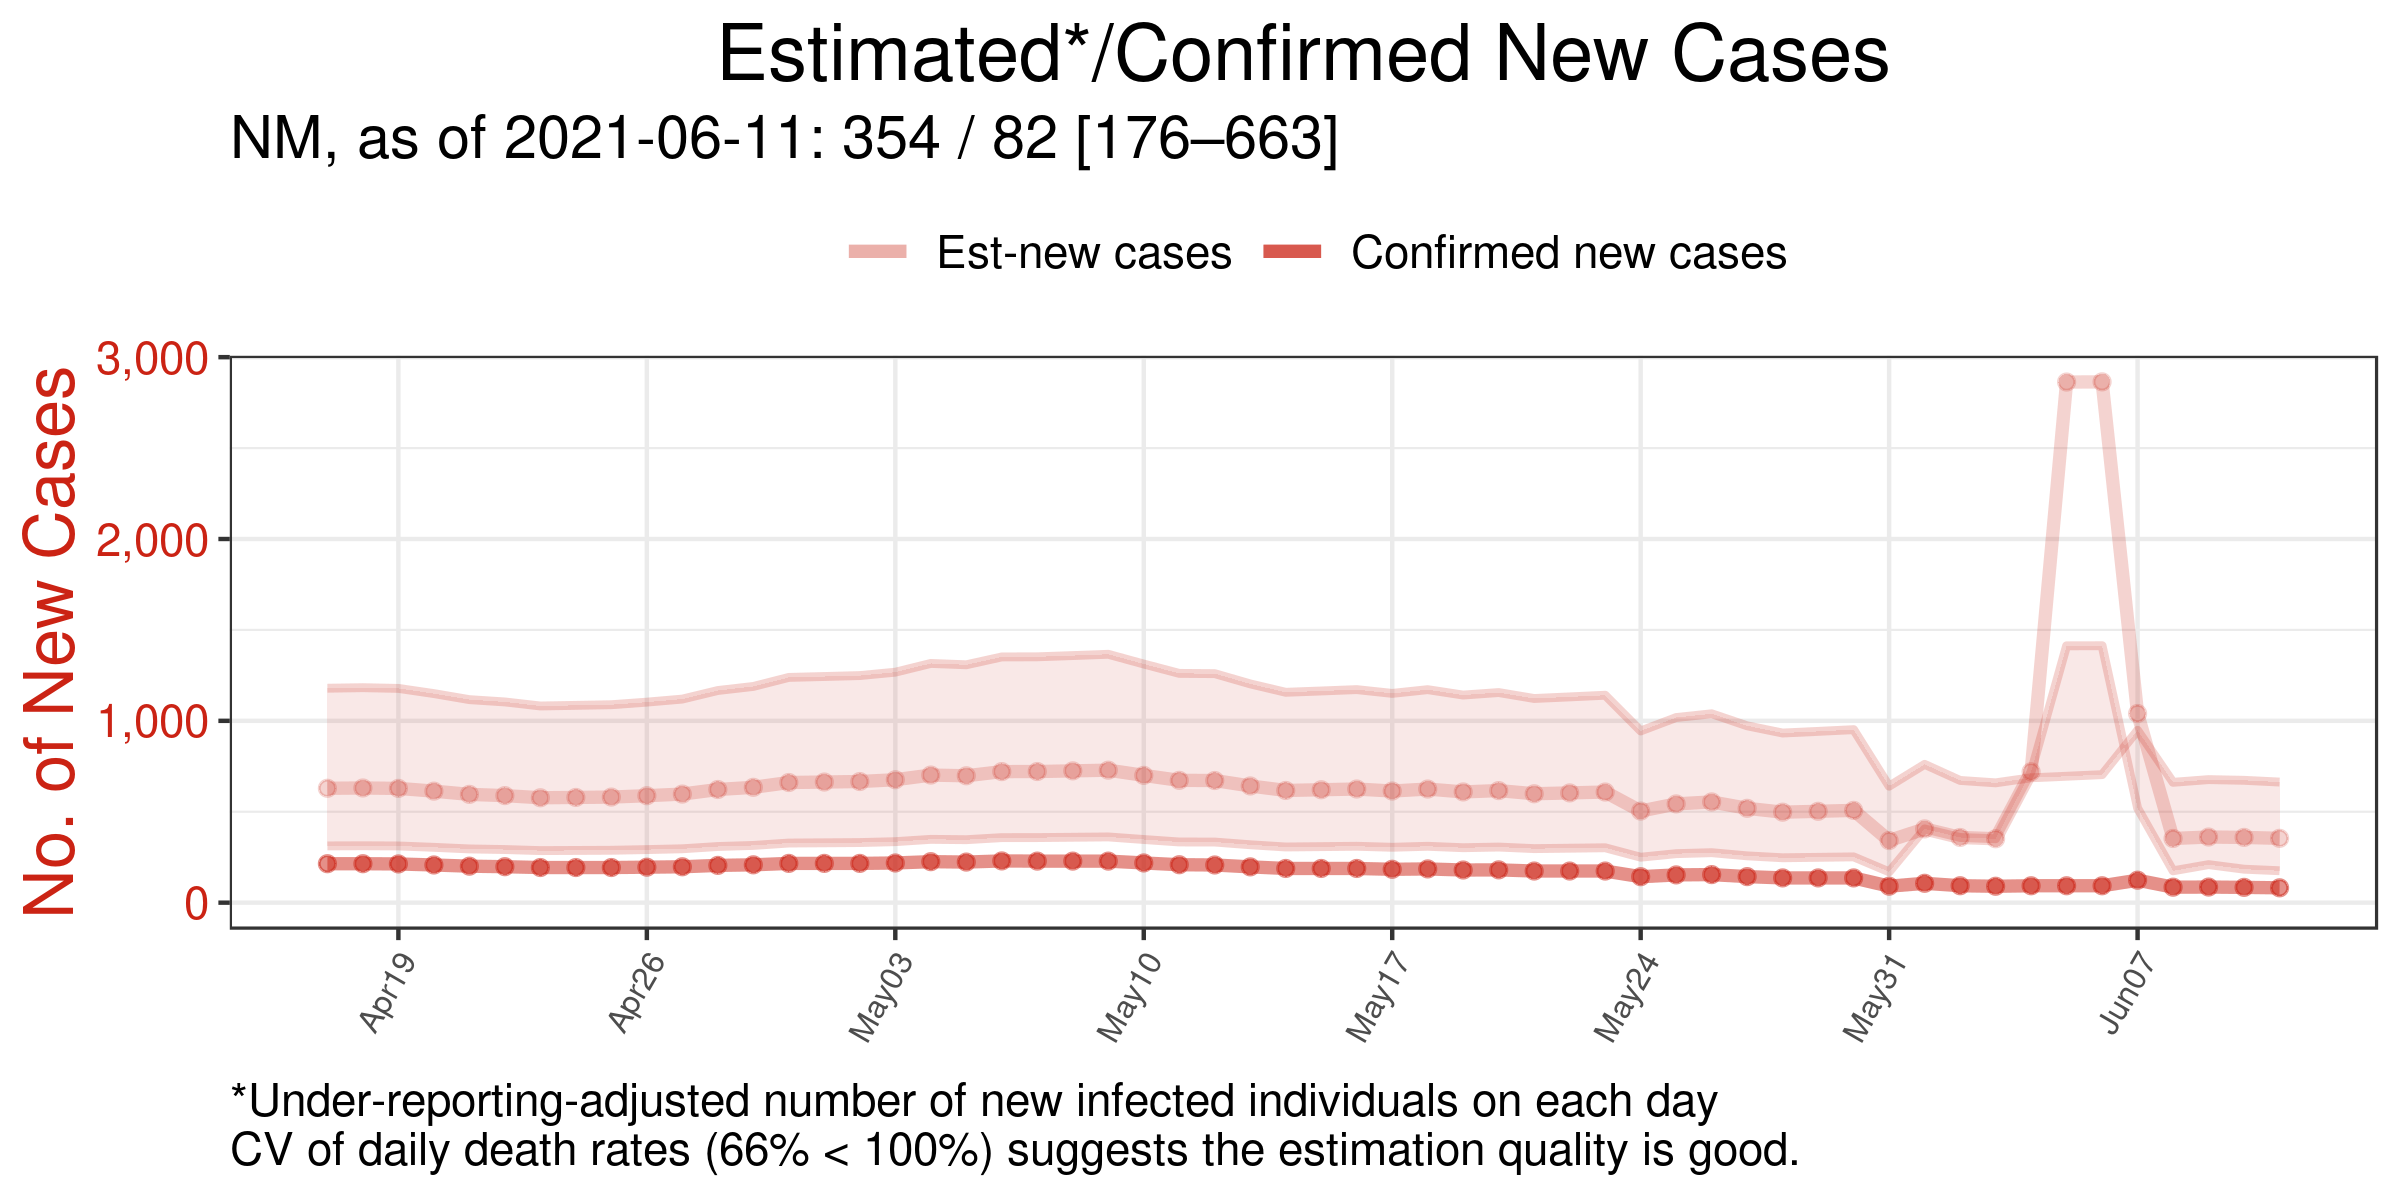 Estimated*/Confirmed New Cases
NM, as of 2021-06-11: 354 / 82 [176–663]
Est-new cases Confirmed new cases
No. of New Cases
3,000
2,000
1,000
0
Apr19 Apr26 May03 May10 May17 May24 May31 Jun07
*Under-reporting-adjusted number of new infected individuals on each day
CV of daily death rates (66% < 100%) suggests the estimation quality is good.